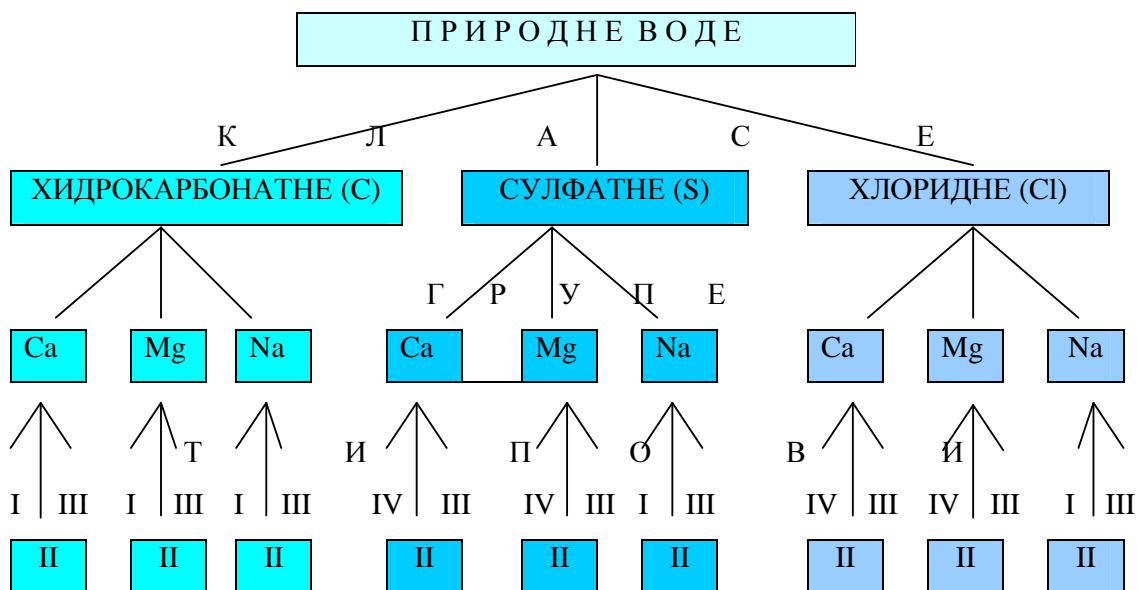 П Р И Р О Д Н Е В О Д Е
К Л А С Е
ХИДРОКАРБОНАТНЕ (C) СУЛФАТНЕ (S) ХЛОРИДНЕ (Cl)
Г Р У П Е
Ca Mg Na Ca Mg Na Ca Mg Na
Т И П О В И
I III I III I III IV III IV III I III IV III IV III I III
II II II II II II II II II